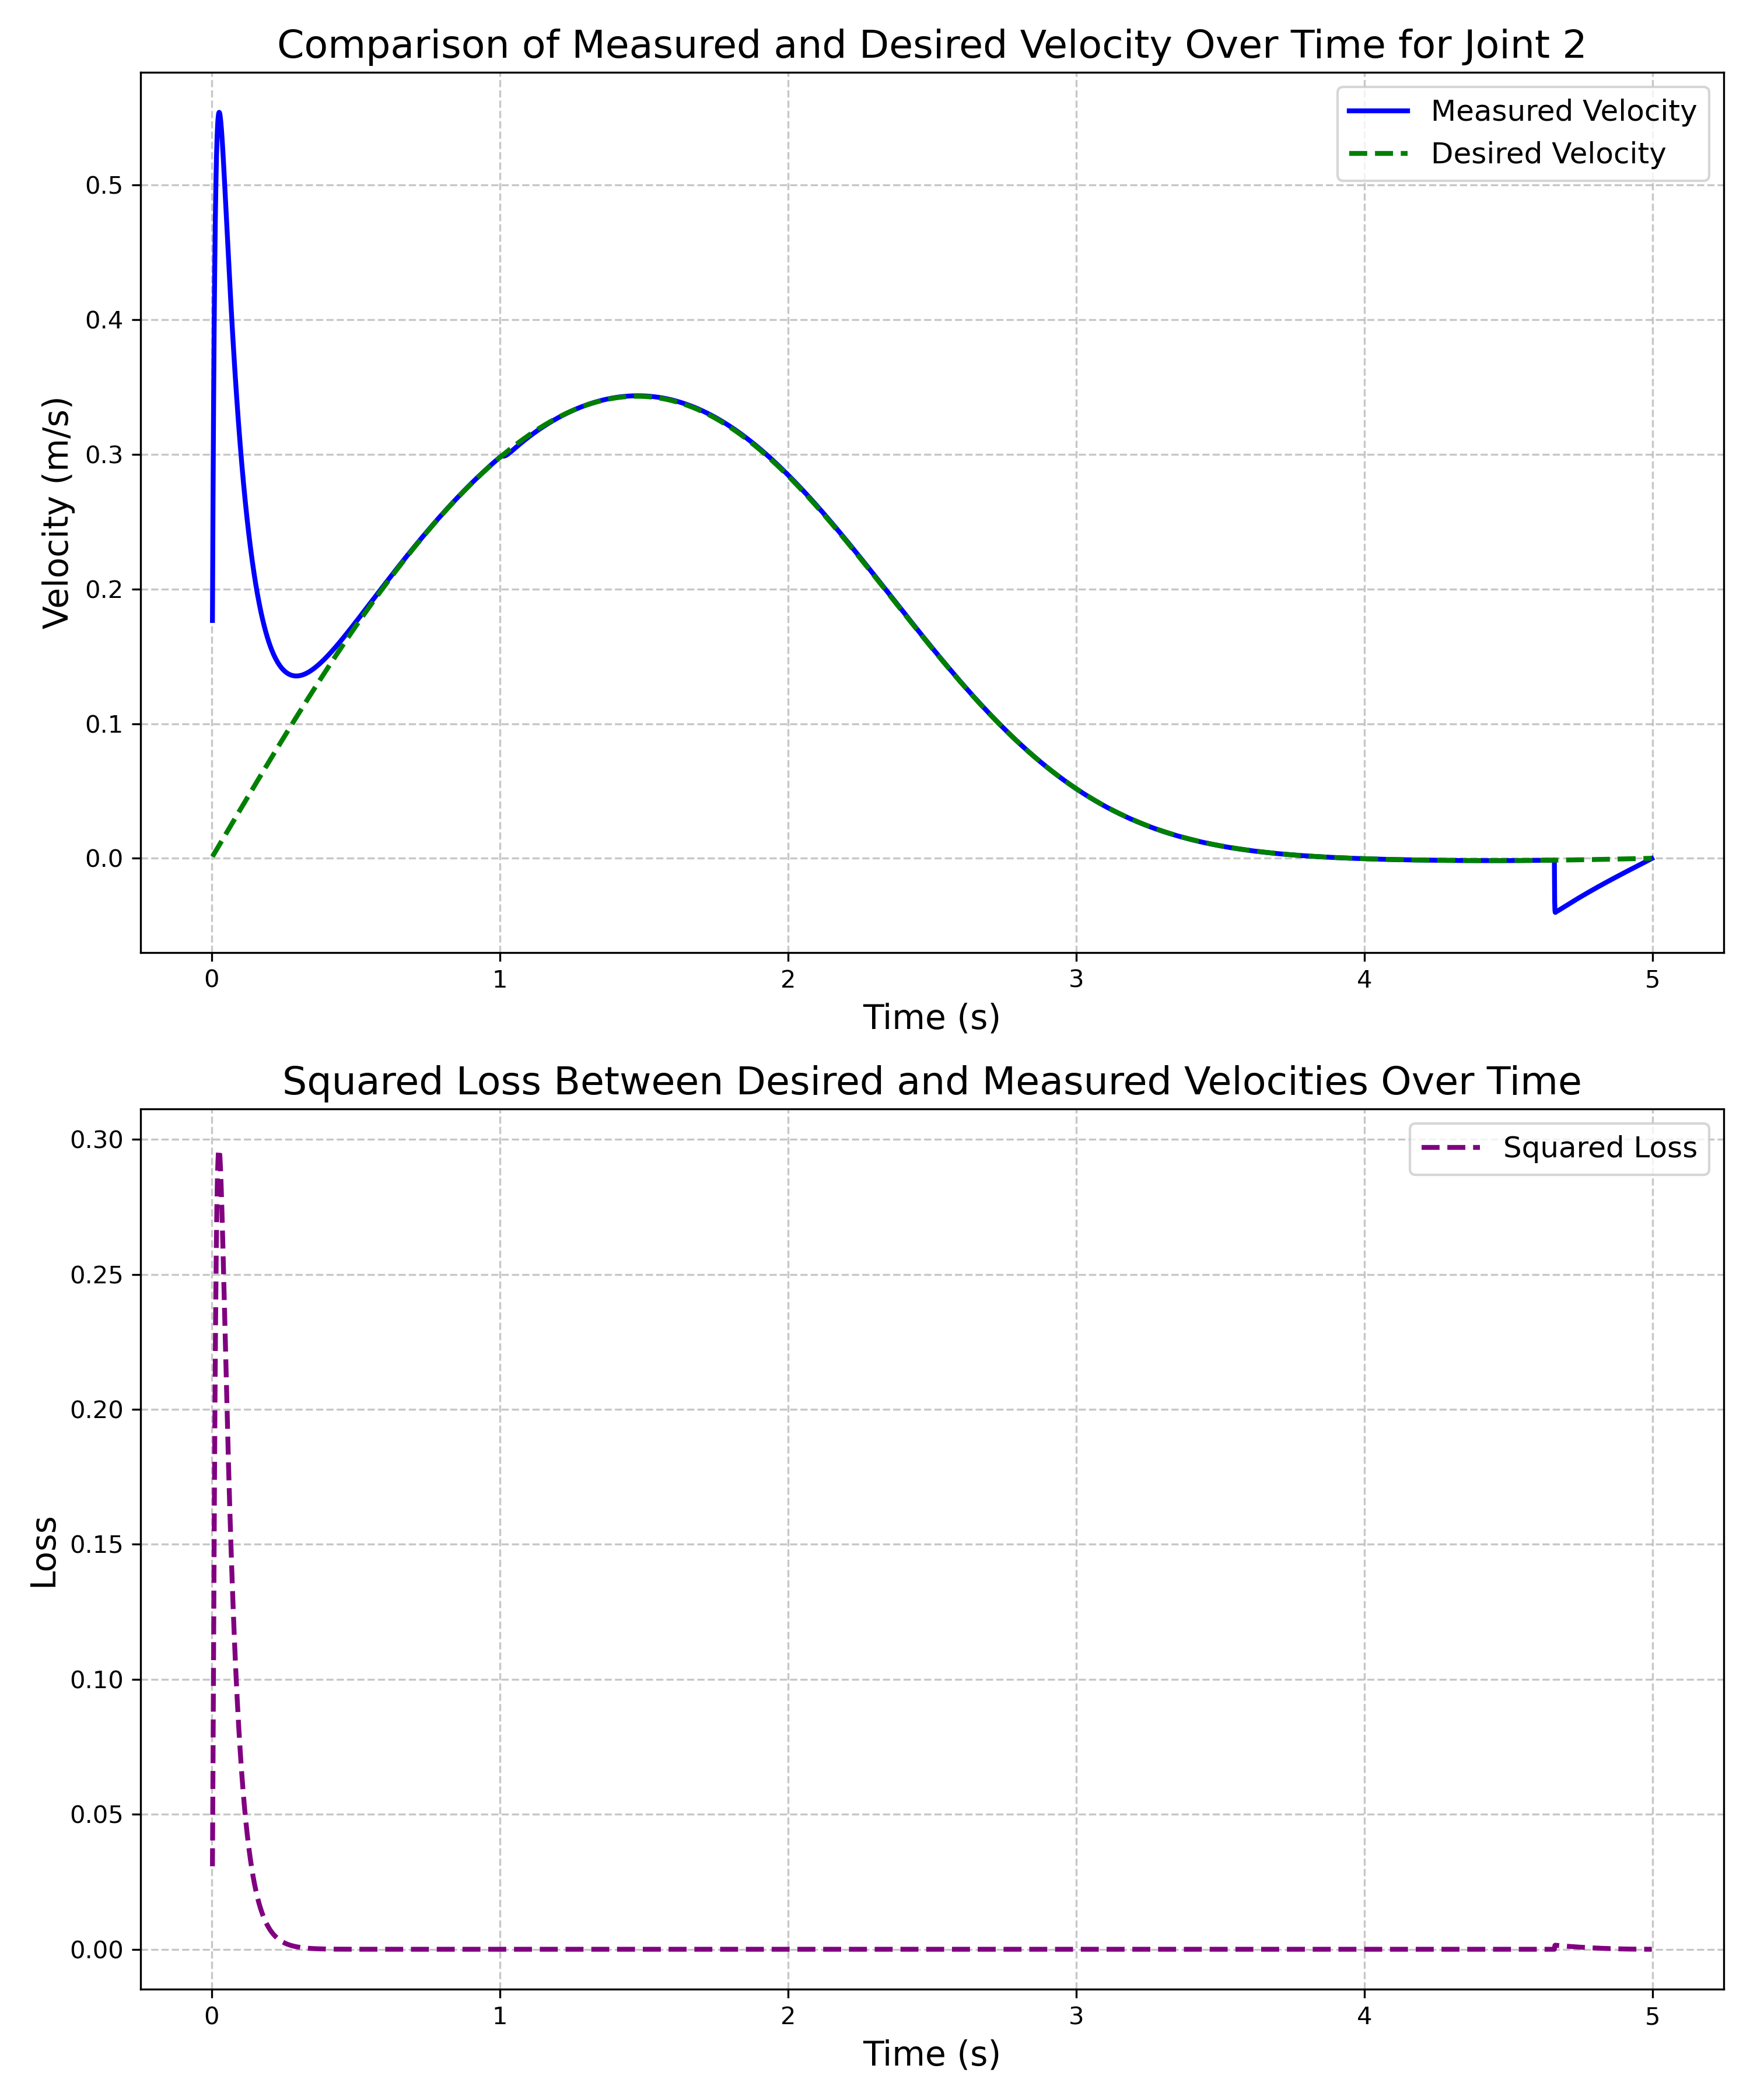 Comparison of Measured and Desired Velocity Over Time for Joint 2
Measured Velocity
Desired Velocity
Velocity (m/s)
0.5
0.4
0.3
0.2
0.1
0.0
0 1 2 3 4 5
Time (s)
Squared Loss Between Desired and Measured Velocities Over Time
Squared Loss
Loss
0.30
0.25
0.20
0.15
0.10
0.05
0.00
0 1 2 3 4 5
Time (s)